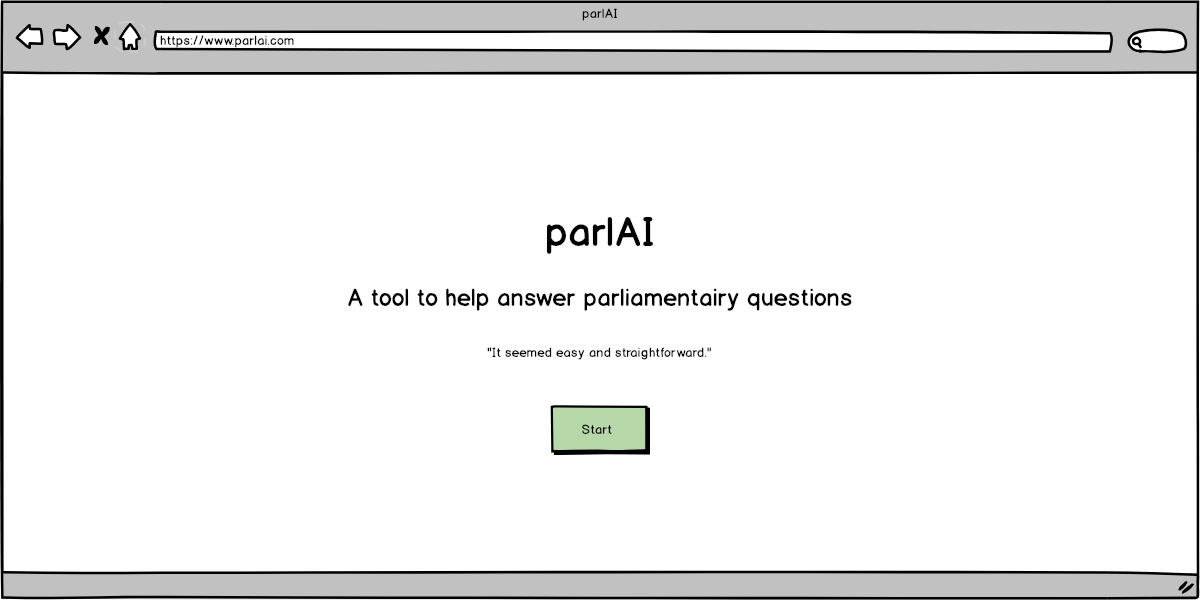 parlAI
https://www.parlai.com
parlAI
A tool to help answer parliamentairy questions
"It seemed easy and straightforward."
Start